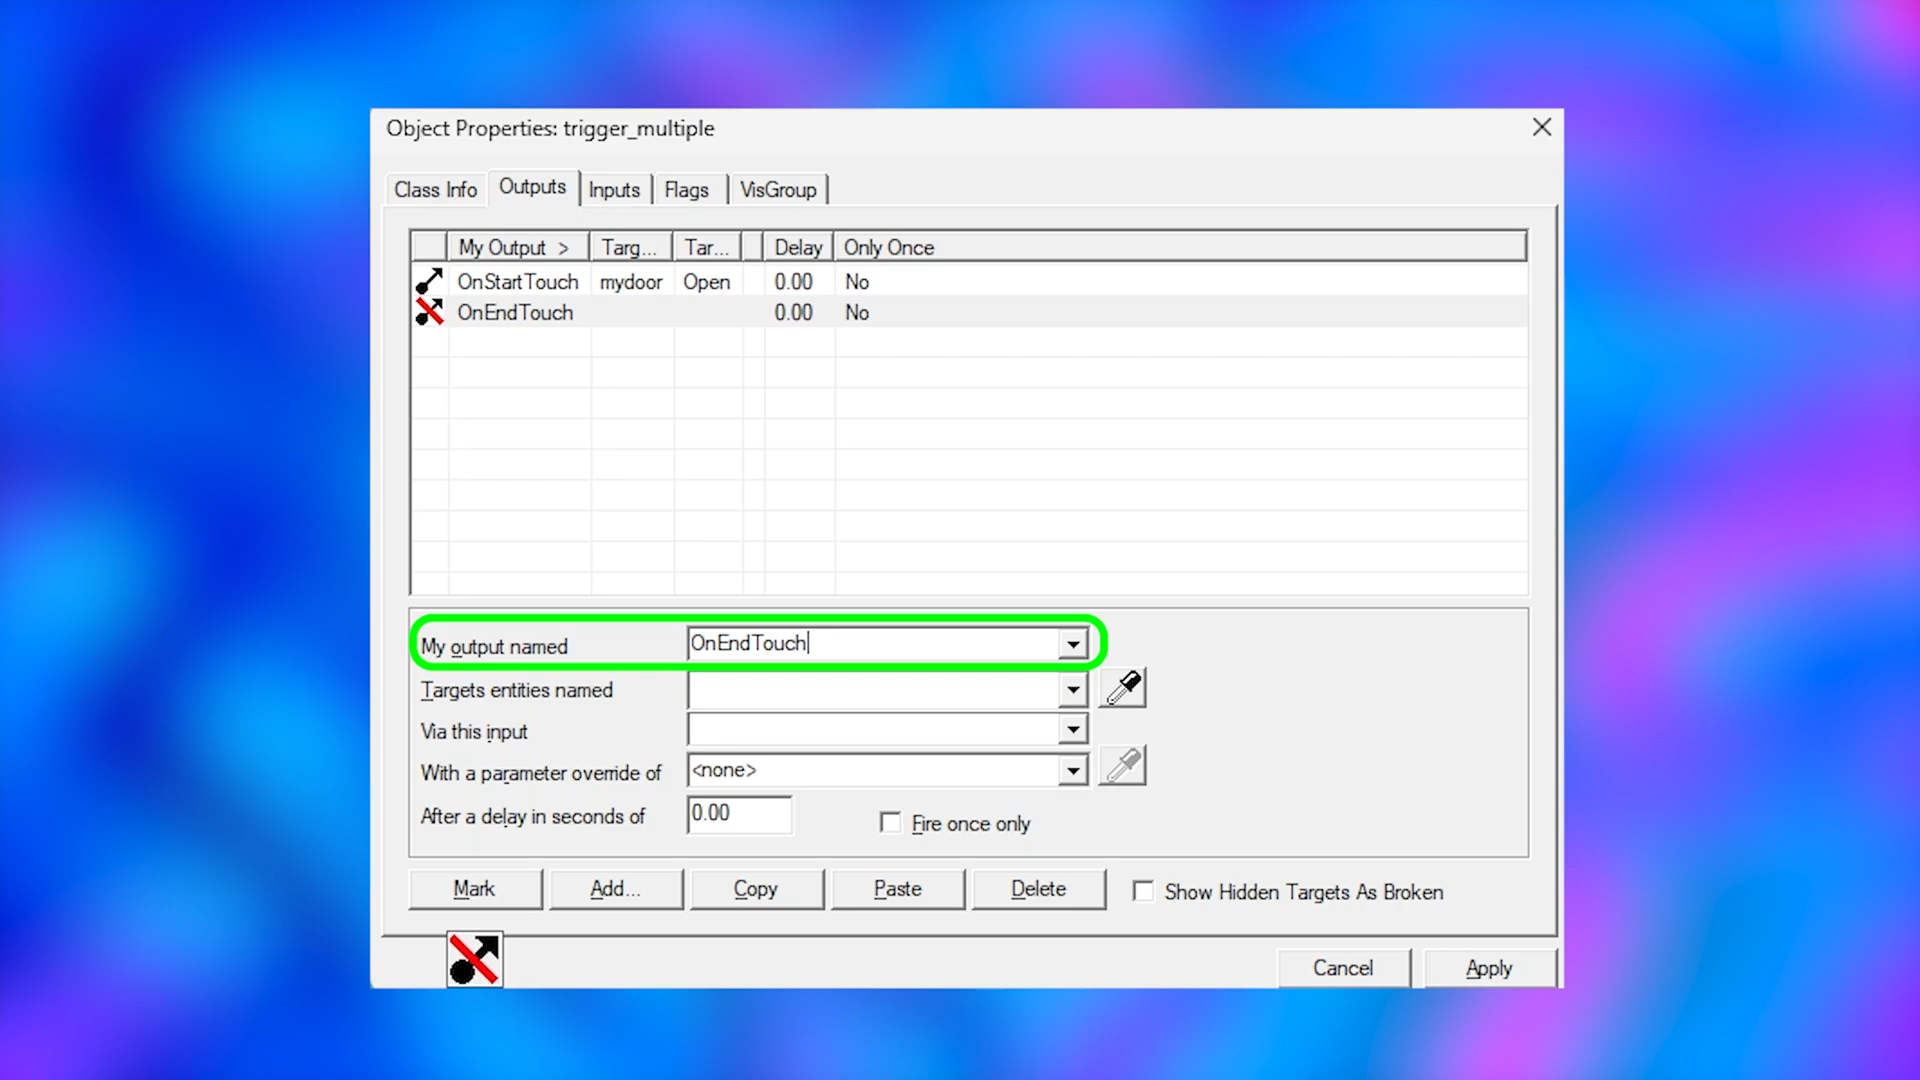 Object Properties: trigger_multiple
Class Info Outputs Inputs Flags VisGroup
My Output > Targ... Tar... Delay Only Once
OnStartTouch mydoor Open 0.00 No
OnEndTouch 0.00 No
My output named OnEndTouch
Targets entities named
Via this input
With a parameter override of <none>
After a delay in seconds of 0.00 Fire once only
Mark Add... Copy Paste Delete Show Hidden Targets As Broken
Cancel Apply